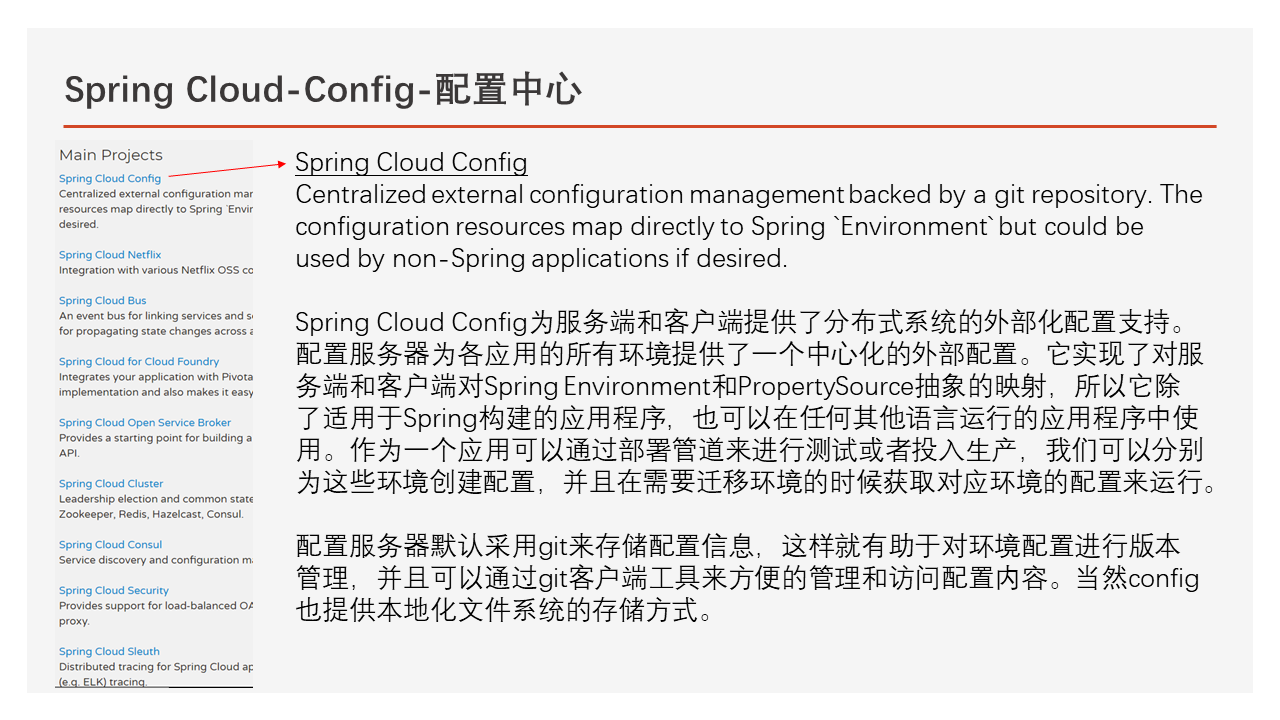 Spring Cloud-Config-配置中心
Main Projects
Spring Cloud Config
Centralized external configuration mar
resources map directly to Spring `Envir
desired.
Spring Cloud Netflix
Integration with various Netflix OSS co
Spring Cloud Bus
An event bus for linking services and se
for propagating state changes across a
Spring Cloud for Cloud Foundry
Integrates your application with Pivota
implementation and also makes it easy
Spring Cloud Open Service Broker
Provides a starting point for building a
API.
Spring Cloud Cluster
Leadership election and common state
Zookeeper, Redis, Hazelcast, Consul.
Spring Cloud Consul
Service discovery and configuration m
Spring Cloud Security
Provides support for load-balanced OA
proxy.
Spring Cloud Sleuth
Distributed tracing for Spring Cloud ap
(e.g. ELK) tracing.
Spring Cloud Config
Centralized external configuration management backed by a git repository. The
configuration resources map directly to Spring `Environment` but could be
used by non-Spring applications if desired.
Spring Cloud Config为服务端和客户端提供了分布式系统的外部化配置支持。
配置服务器为各应用的所有环境提供了一个中心化的外部配置。它实现了对服
务端和客户端对Spring Environment和PropertySource抽象的映射，所以它除
了适用于Spring构建的应用程序，也可以在任何其他语言运行的应用程序中使
用。作为一个应用可以通过部署管道来进行测试或者投入生产，我们可以分别
为这些环境创建配置，并且在需要迁移环境的时候获取对应环境的配置来运行。
配置服务器默认采用git来存储配置信息，这样就有助于对环境配置进行版本
管理，并且可以通过git客户端工具来方便的管理和访问配置内容。当然config
也提供本地化文件系统的存储方式。